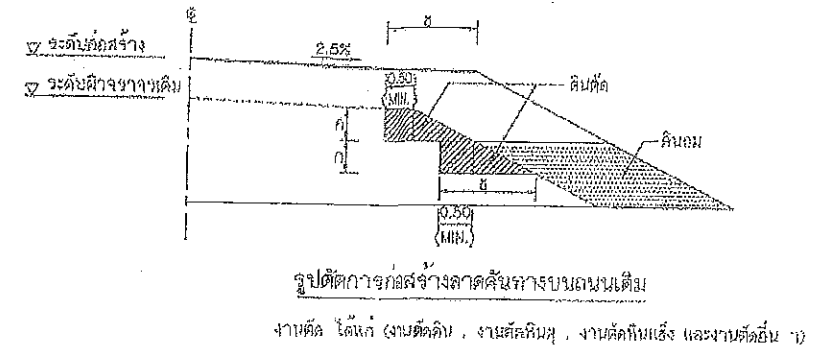 ℄
ข
ระดับก่อสร้าง
2.5%
ระดับผิวจราจรเดิม
0.50
(MIN.)
ดินตัด
ก
ก
ดินถม
ข
0.50
(MIN.)
รูปตัดการก่อสร้างลาดคันทางบนถนนเดิม
งานตัด ได้แก่ (งานตัดดิน , งานตัดหินผุ , งานตัดหินแข็ง และงานตัดอื่น ๆ)